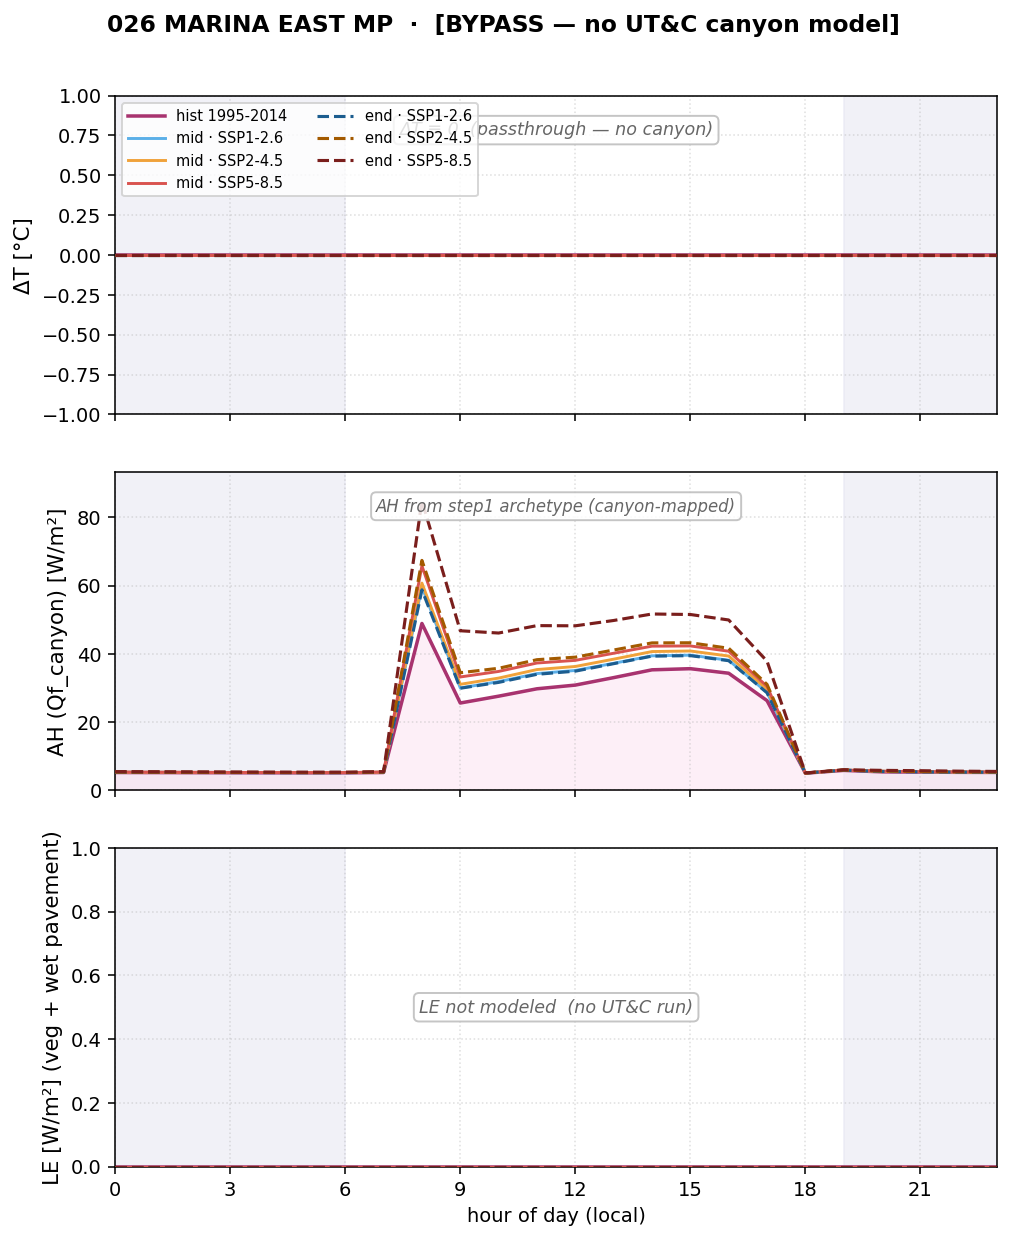 026 MARINA EAST MP · [BYPASS — no UT&C canyon model]
1.00
0.75
0.50
0.25
0.00
−0.25
−0.50
−0.75
−1.00
ΔT [°C]
hist 1995-2014
mid · SSP1-2.6
mid · SSP2-4.5
mid · SSP5-8.5
end · SSP1-2.6
end · SSP2-4.5
end · SSP5-8.5
(passthrough — no canyon)
80
60
40
20
0
AH (Qf_canyon) [W/m²]
AH from step1 archetype (canyon-mapped)
1.0
0.8
0.6
0.4
0.2
0.0
LE [W/m²] (veg + wet pavement)
LE not modeled (no UT&C run)
0 3 6 9 12 15 18 21
hour of day (local)